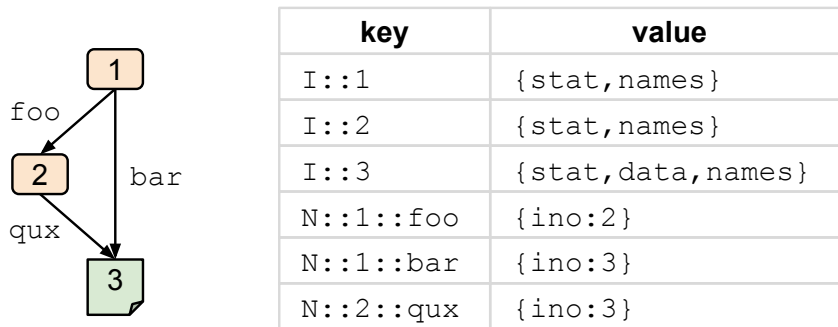 1
foo
2
bar
qux
3
key value
I::1 {stat,names}
I::2 {stat,names}
I::3 {stat,data,names}
N::1::foo {ino:2}
N::1::bar {ino:3}
N::2::qux {ino:3}